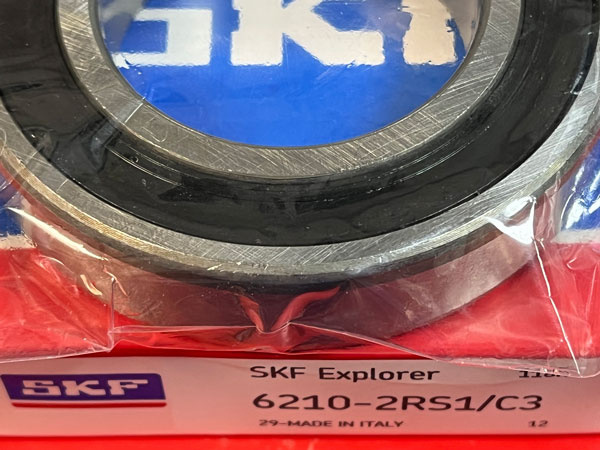 SKF
SKF Explorer
SKF
6210-2RS1/C3
29-MADE IN ITALY 12